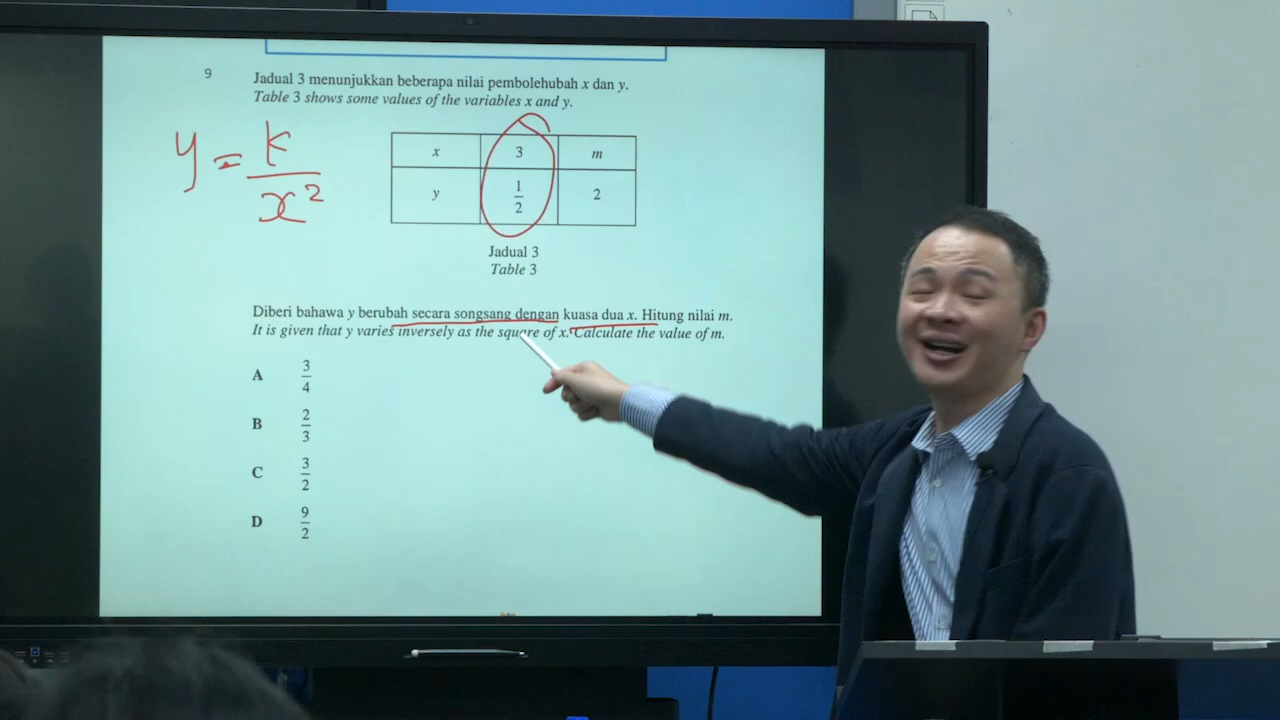 9 Jadual 3 menunjukkan beberapa nilai pembolehubah x dan y.
Table 3 shows some values of the variables x and y.
y = k/x²
x 3 m
y 1/2 2
Jadual 3
Table 3
Diberi bahawa y berubah secara songsang dengan kuasa dua x. Hitung nilai m.
It is given that y varies inversely as the square of x. Calculate the value of m.
A 3/4
B 2/3
C 3/2
D 9/2